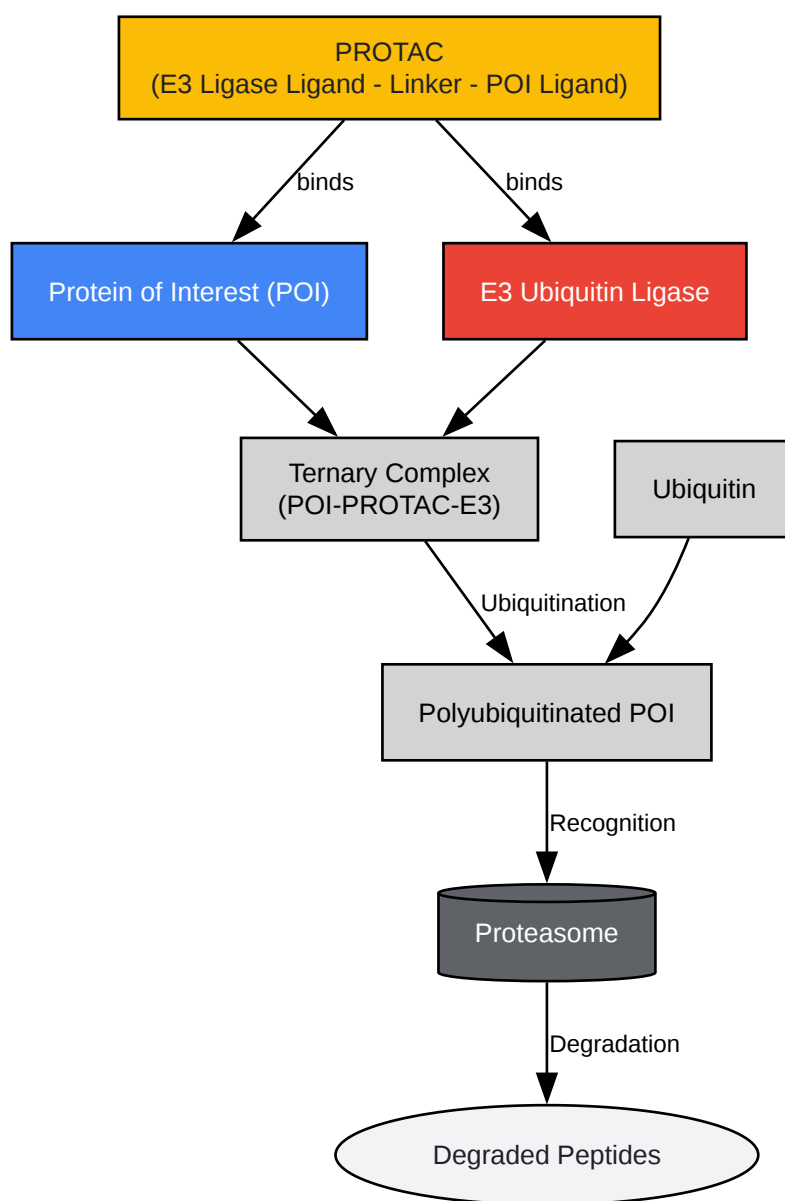 PROTAC
(E3 Ligase Ligand - Linker - POI Ligand)
binds
binds
Protein of Interest (POI)
E3 Ubiquitin Ligase
Ternary Complex
(POI-PROTAC-E3)
Ubiquitin
Ubiquitination
Polyubiquitinated POI
Recognition
Proteasome
Degradation
Degraded Peptides